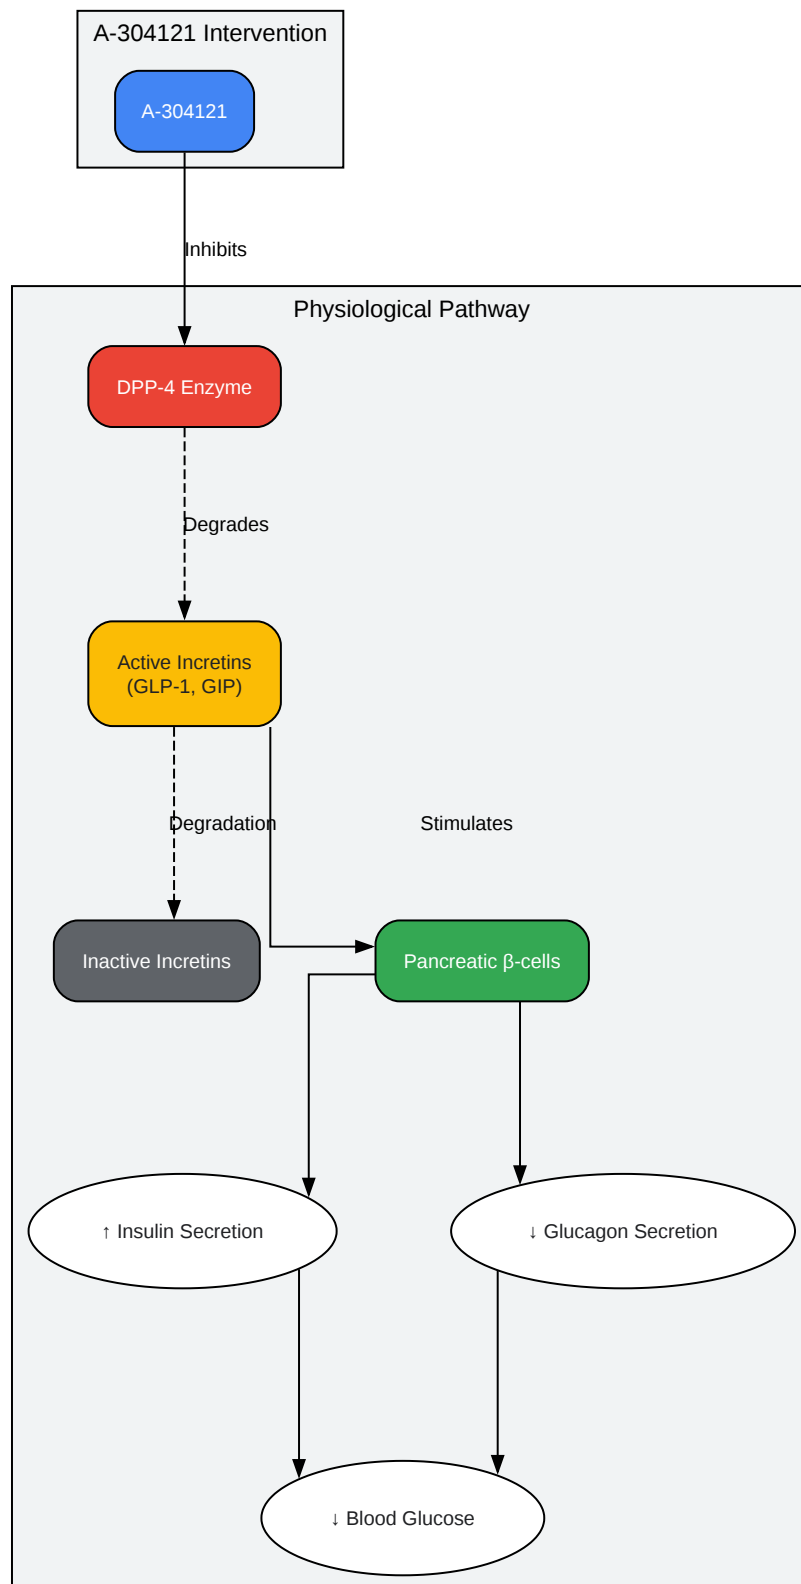 A-304121 Intervention
A-304121
Inhibits
Physiological Pathway
DPP-4 Enzyme
Degrades
Active Incretins
(GLP-1, GIP)
Degradation
Stimulates
Inactive Incretins
Pancreatic β-cells
↑ Insulin Secretion
↓ Glucagon Secretion
↓ Blood Glucose